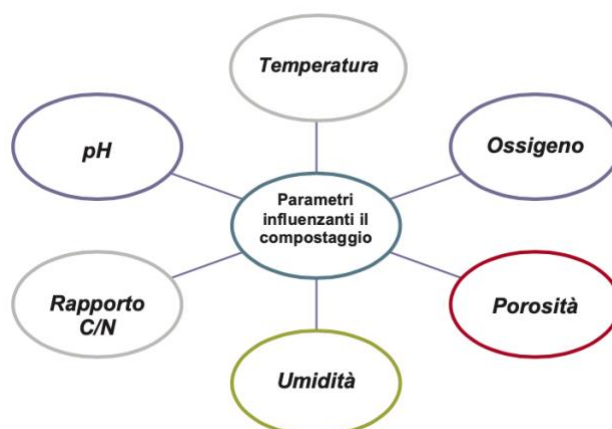 Temperatura
pH
Ossigeno
Parametri
influenzanti il
compostaggio
Rapporto
C/N
Porosità
Umidità